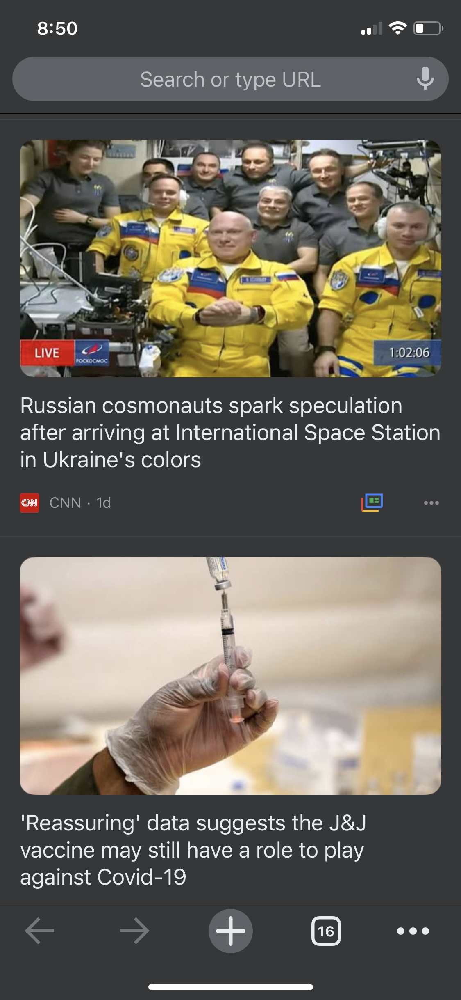 8:50
Search or type URL
LIVE
РОСКОСМОС
1:02:06
Russian cosmonauts spark speculation
after arriving at International Space Station
in Ukraine's colors
CNN
CNN · 1d
'Reassuring' data suggests the J&J
vaccine may still have a role to play
against Covid-19
16